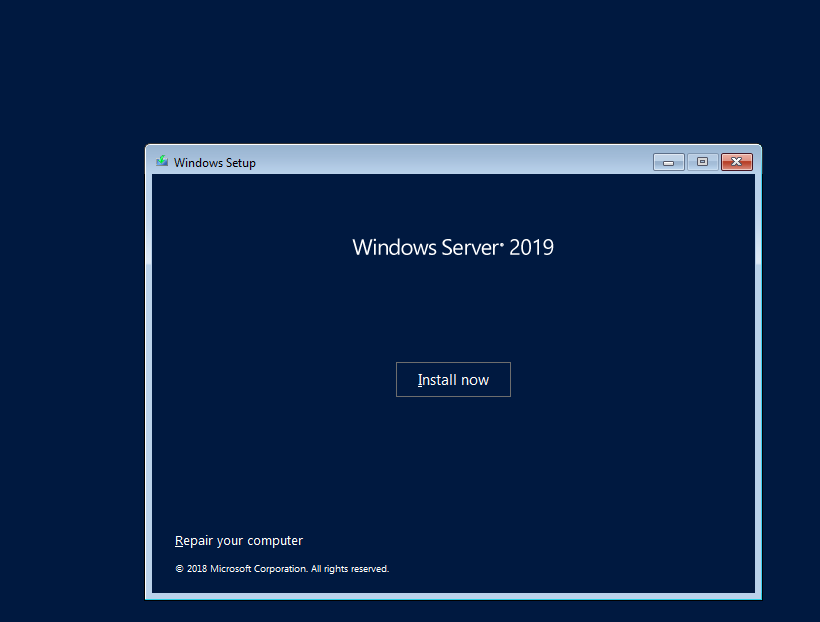 Windows Setup
Windows Server® 2019
Install now
Repair your computer
© 2018 Microsoft Corporation. All rights reserved.